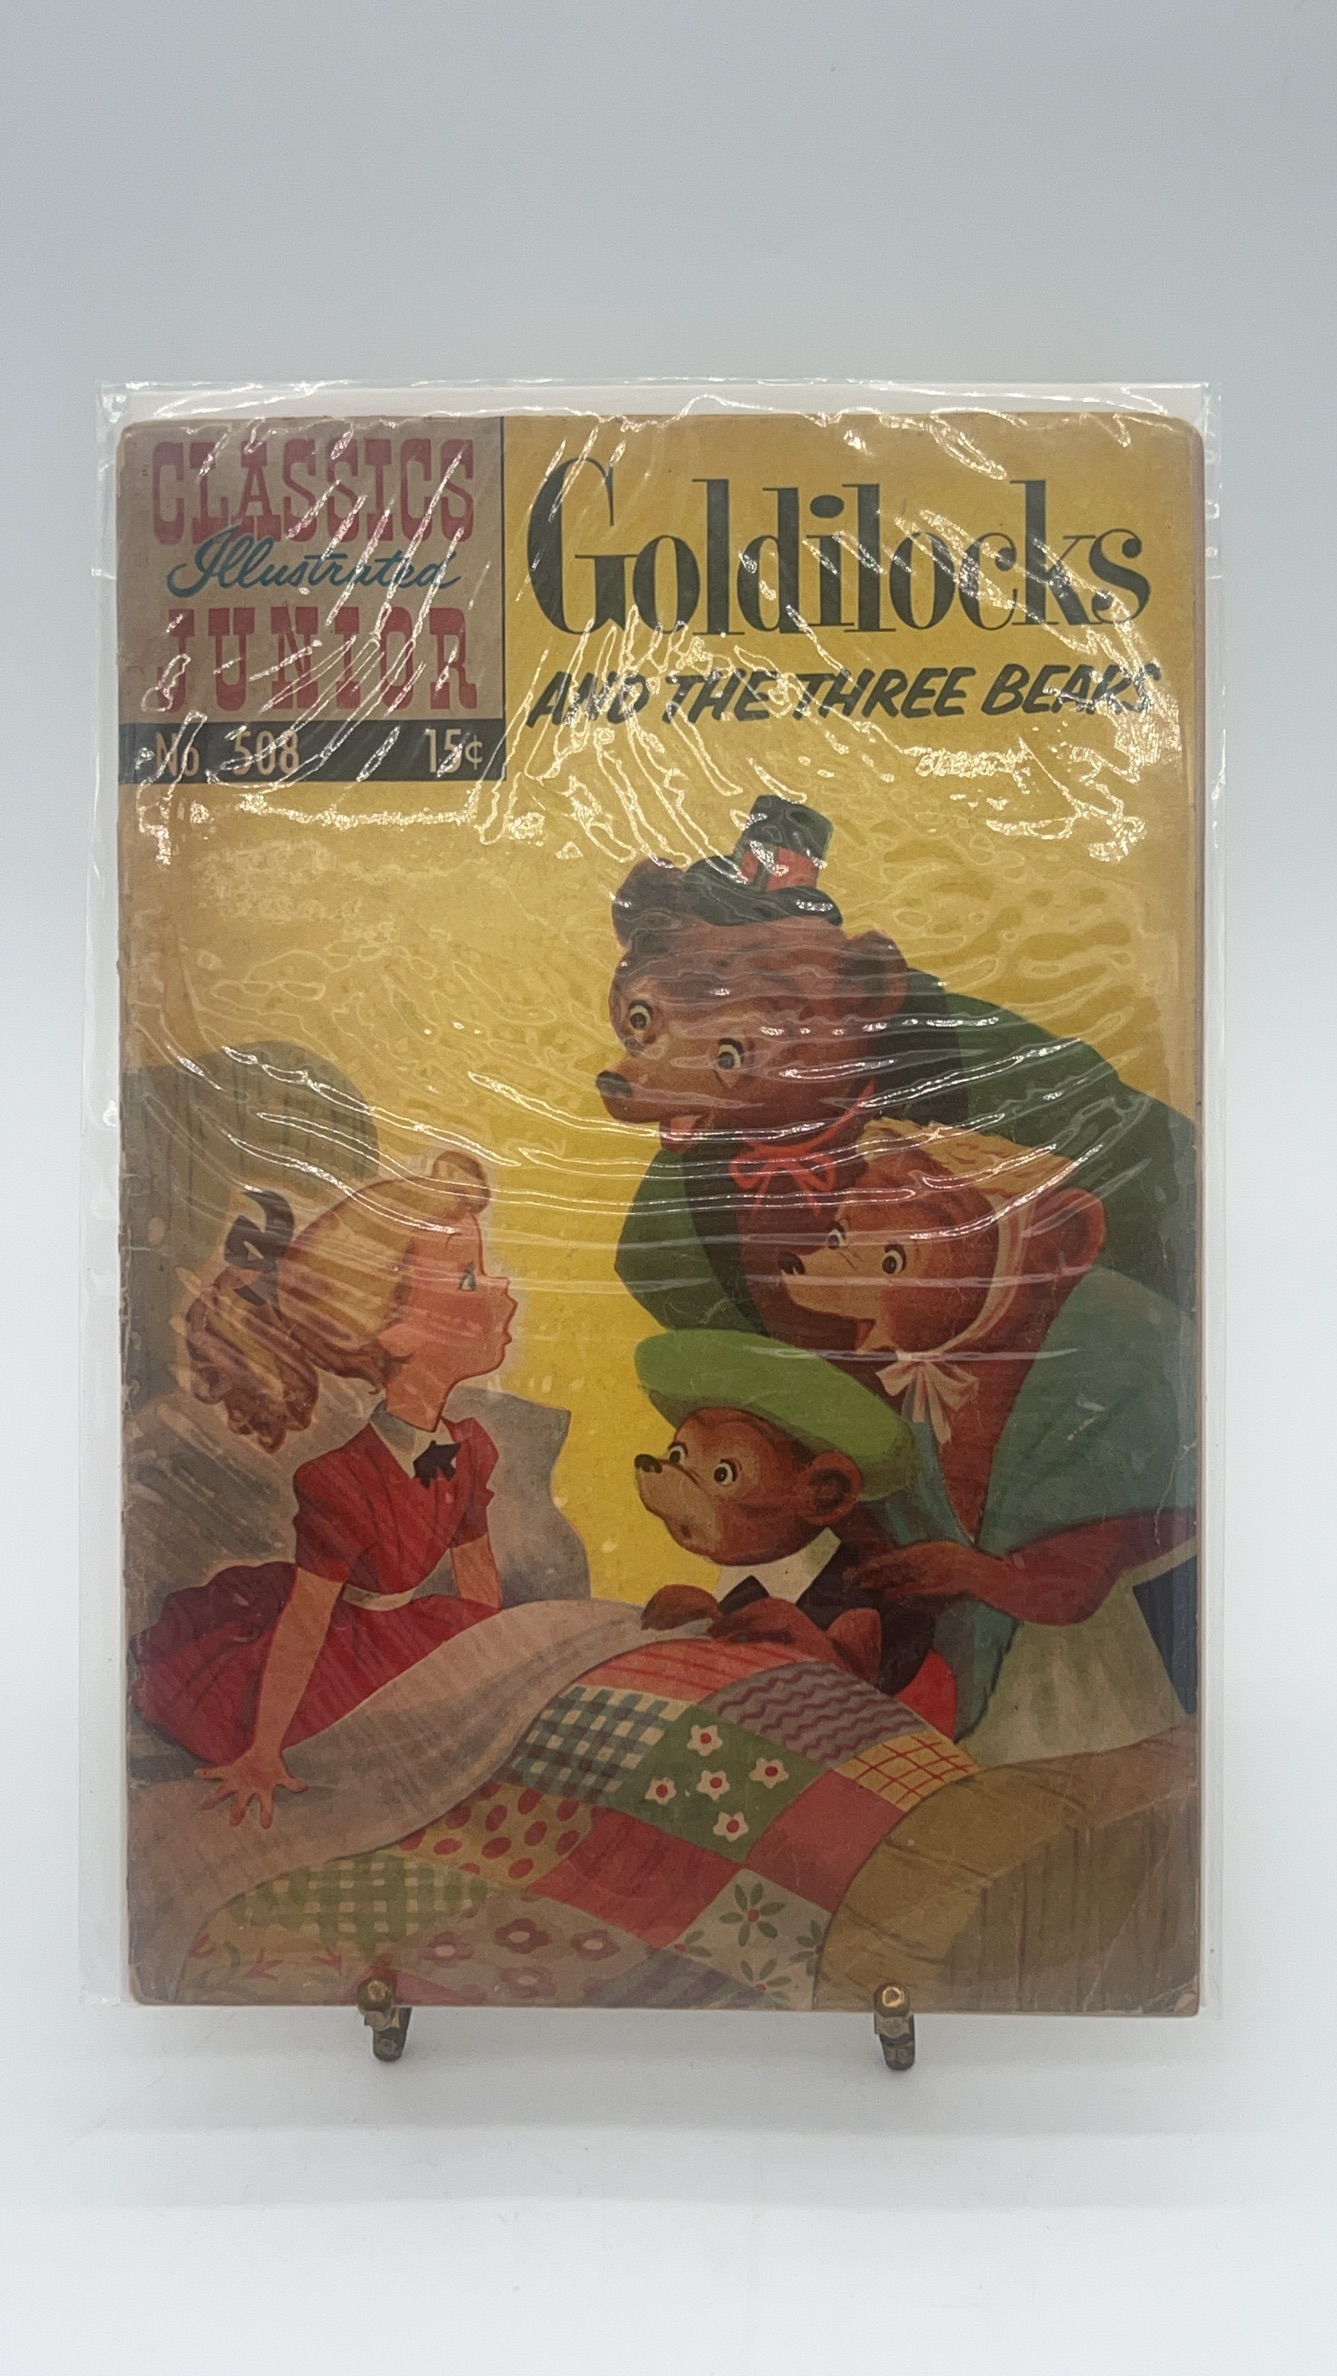 CLASSICS
Illustrated
JUNIOR
No 508 15¢
Goldilocks
AND THE THREE BEARS